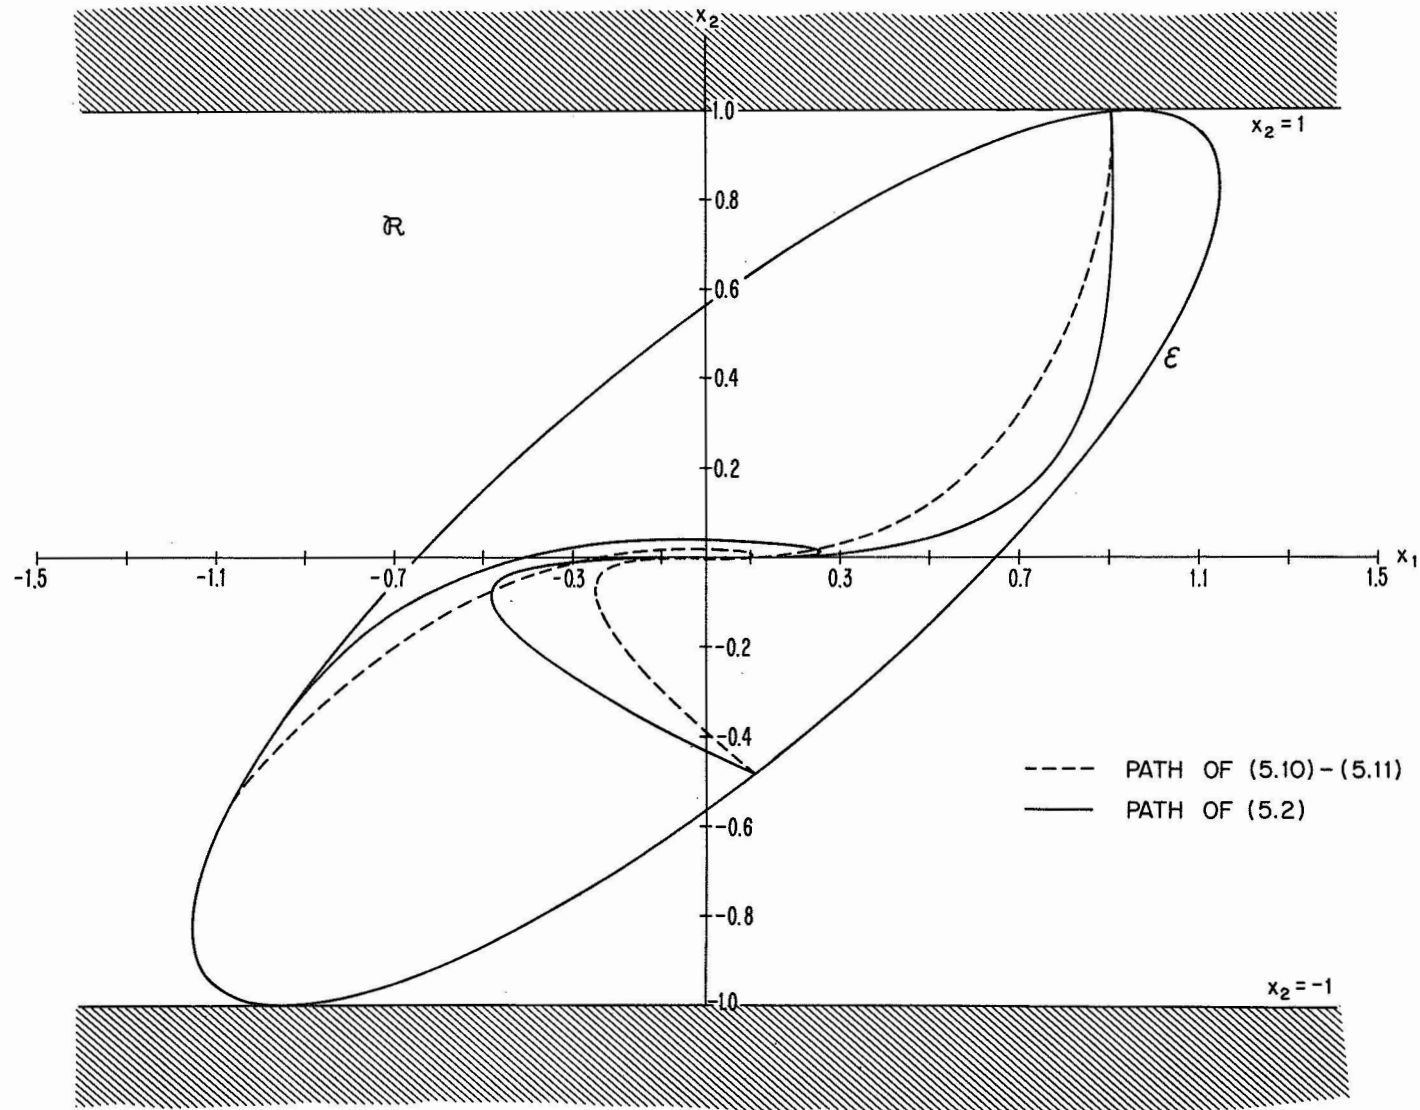 x₂
1.0
x₂ = 1
0.8
ℛ
0.6
0.4
ℰ
0.2
-1.5
-1.1
-0.7
-0.3
0.3
0.7
1.1
1.5
x₁
-0.2
-0.4
PATH OF (5.10)-(5.11)
PATH OF (5.2)
-0.6
-0.8
x₂ = -1
-1.0